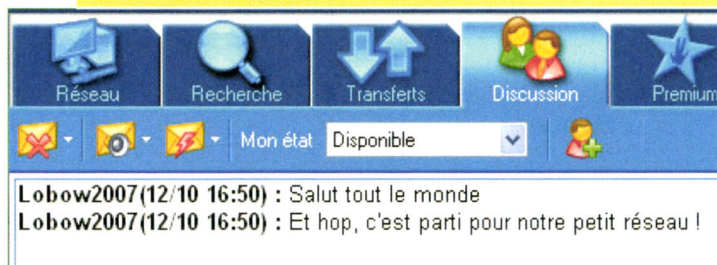 Réseau Recherche Transferts Discussion Premium
Mon état Disponible
Lobow2007(12/10 16:50) : Salut tout le monde
Lobow2007(12/10 16:50) : Et hop, c'est parti pour notre petit réseau !